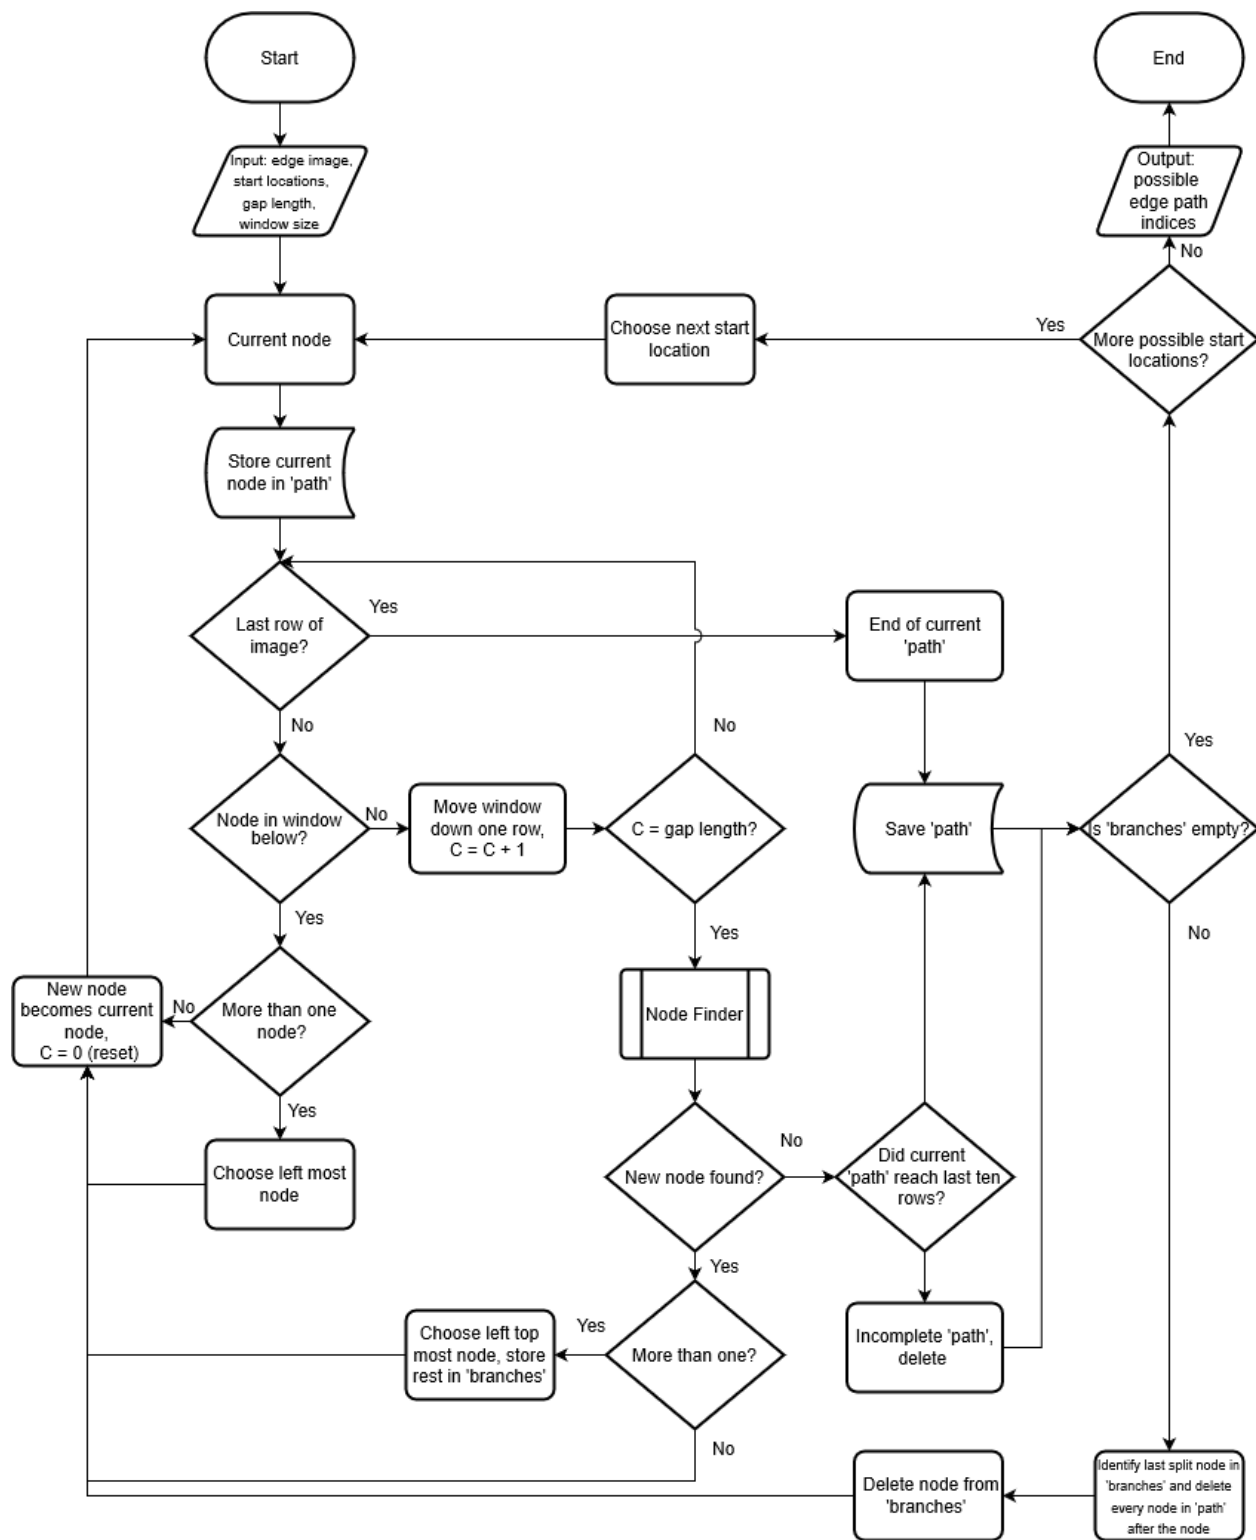 Start
End
Input: edge image,
start locations,
gap length,
window size
Output:
possible
edge path
indices
No
Current node
Choose next start
location
Yes
More possible start
locations?
Store current
node in 'path'
Last row of
image?
Yes
End of current
'path'
No
No
Yes
Node in window
below?
No
Move window
down one row,
C = C + 1
C = gap length?
Save 'path'
Is 'branches' empty?
Yes
Yes
No
New node
becomes current
node,
C = 0 (reset)
No
More than one
node?
Node Finder
Yes
Choose left most
node
New node found?
No
Did current
'path' reach last ten
rows?
Yes
Choose left top
most node, store
rest in 'branches'
Yes
More than one?
Incomplete 'path',
delete
No
Delete node from
'branches'
Identify last split node in
'branches' and delete
every node in 'path'
after the node